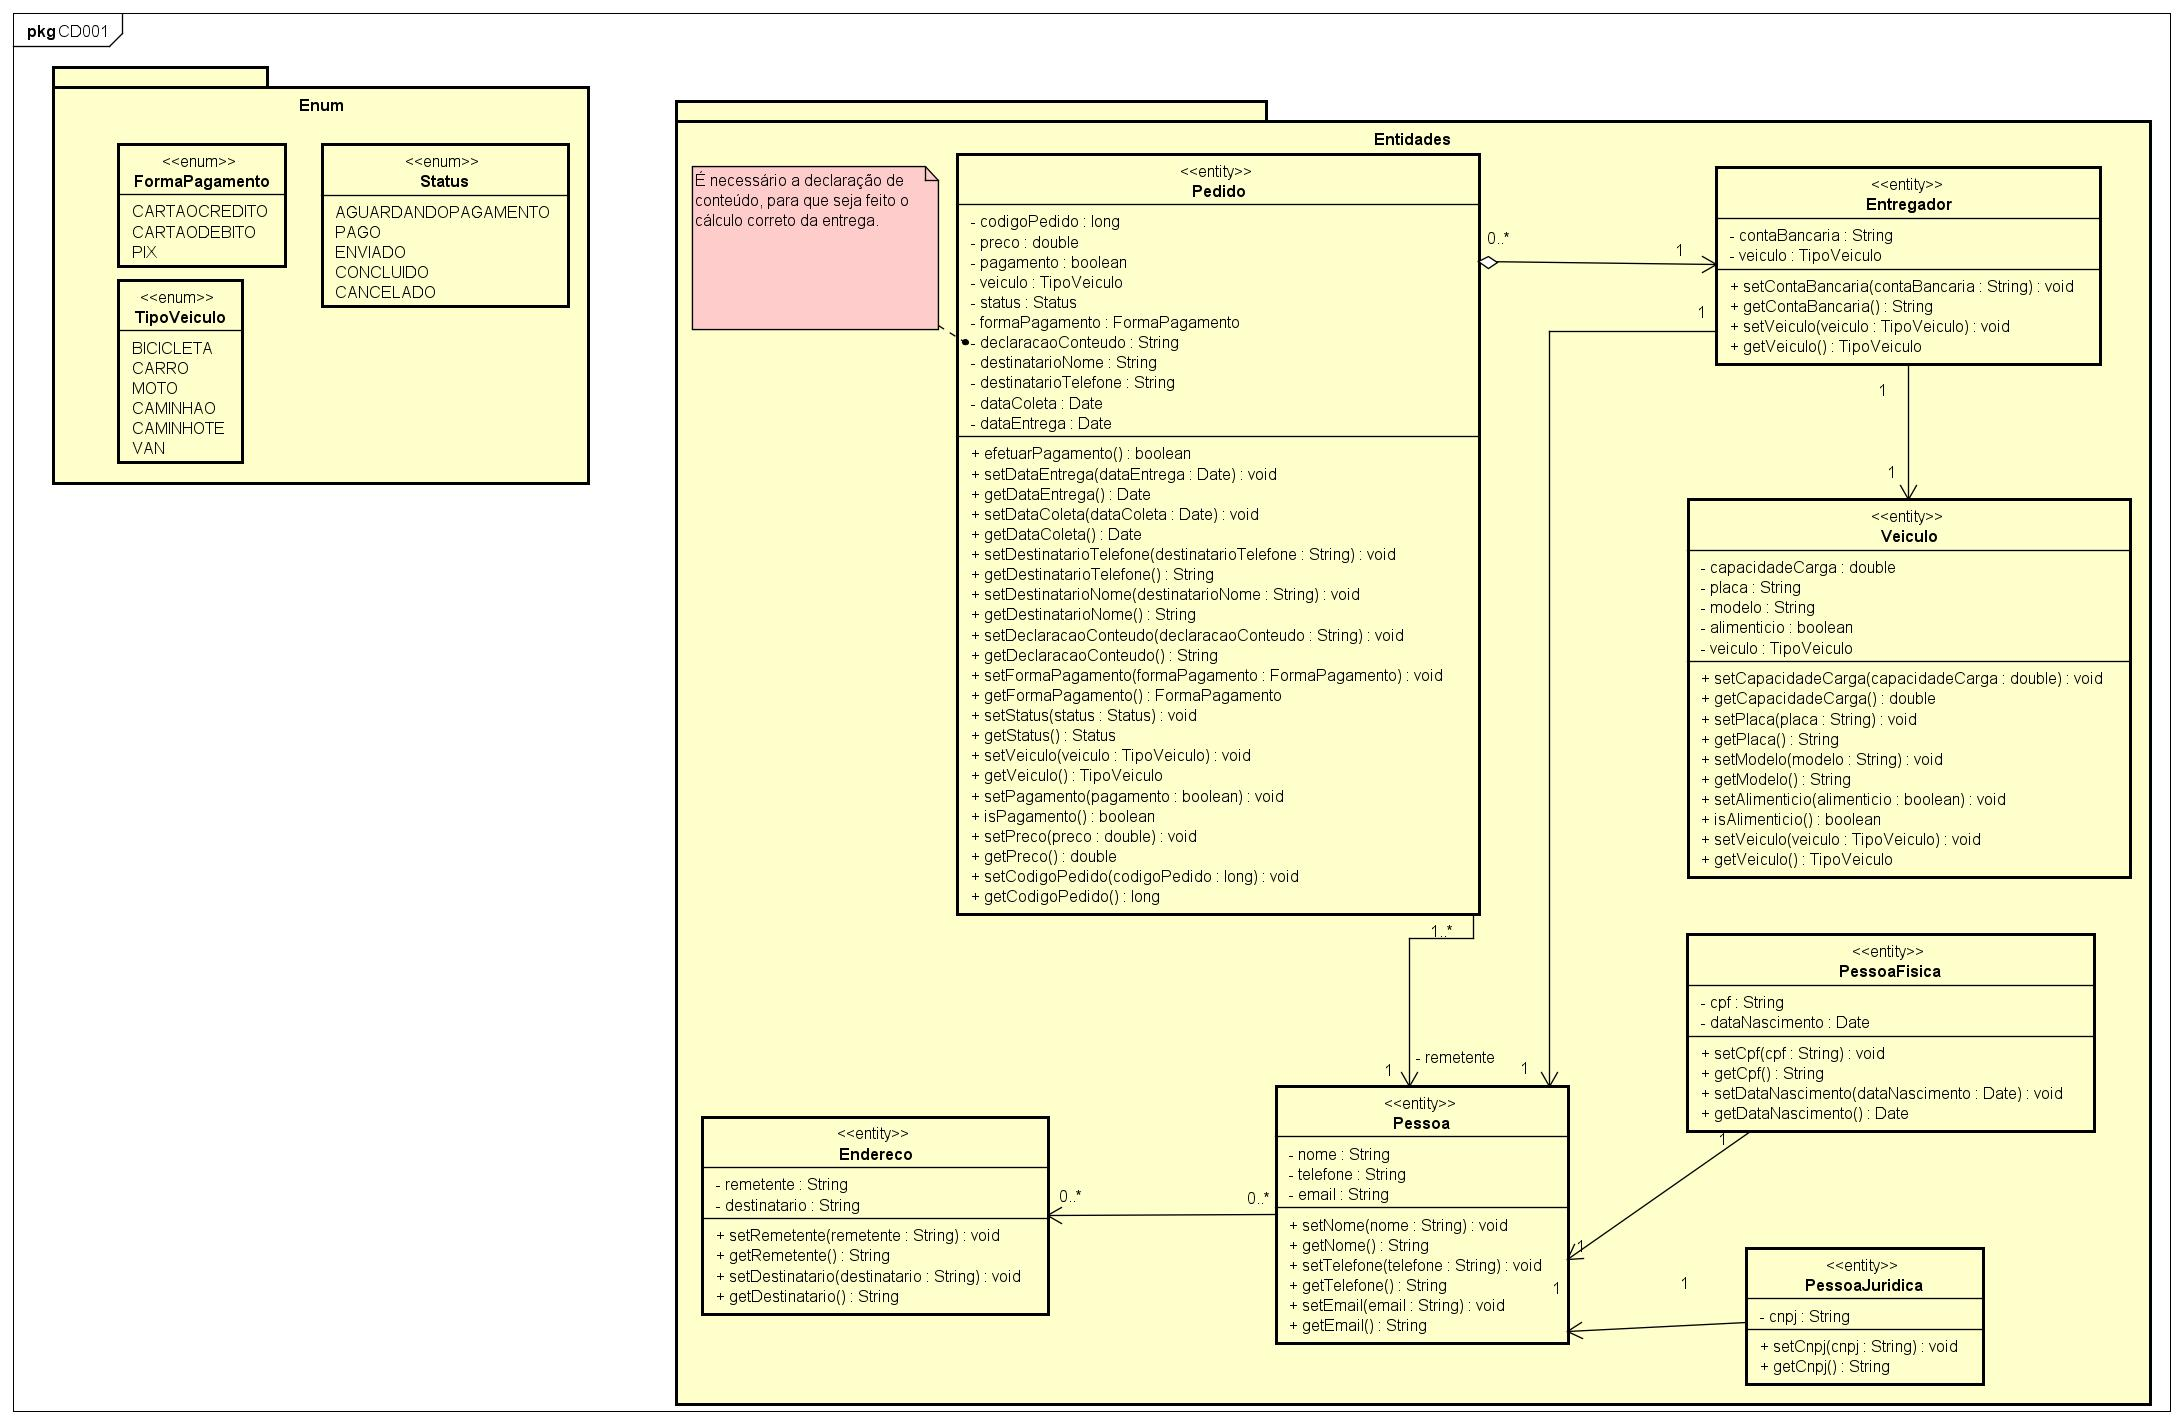 pkg CD001
Enum
<<enum>>
FormaPagamento
CARTAOCREDITO
CARTAODEBITO
PIX
<<enum>>
Status
AGUARDANDOPAGAMENTO
PAGO
ENVIADO
CONCLUIDO
CANCELADO
<<enum>>
TipoVeiculo
BICICLETA
CARRO
MOTO
CAMINHAO
CAMINHOTE
VAN
Entidades
É necessário a declaração de
conteúdo, para que seja feito o
cálculo correto da entrega.
<<entity>>
Pedido
- codigoPedido : long
- preco : double
- pagamento : boolean
- veiculo : TipoVeiculo
- status : Status
- formaPagamento : FormaPagamento
- declaracaoConteudo : String
- destinatarioNome : String
- destinatarioTelefone : String
- dataColeta : Date
- dataEntrega : Date
+ efetuarPagamento() : boolean
+ setDataEntrega(dataEntrega : Date) : void
+ getDataEntrega() : Date
+ setDataColeta(dataColeta : Date) : void
+ getDataColeta() : Date
+ setDestinatarioTelefone(destinatarioTelefone : String) : void
+ getDestinatarioTelefone() : String
+ setDestinatarioNome(destinatarioNome : String) : void
+ getDestinatarioNome() : String
+ setDeclaracaoConteudo(declaracaoConteudo : String) : void
+ getDeclaracaoConteudo() : String
+ setFormaPagamento(formaPagamento : FormaPagamento) : void
+ getFormaPagamento() : FormaPagamento
+ setStatus(status : Status) : void
+ getStatus() : Status
+ setVeiculo(veiculo : TipoVeiculo) : void
+ getVeiculo() : TipoVeiculo
+ setPagamento(pagamento : boolean) : void
+ isPagamento() : boolean
+ setPreco(preco : double) : void
+ getPreco() : double
+ setCodigoPedido(codigoPedido : long) : void
+ getCodigoPedido() : long
0..*
1
<<entity>>
Entregador
- contaBancaria : String
- veiculo : TipoVeiculo
+ setContaBancaria(contaBancaria : String) : void
+ getContaBancaria() : String
+ setVeiculo(veiculo : TipoVeiculo) : void
+ getVeiculo() : TipoVeiculo
1
1
1
<<entity>>
Veiculo
- capacidadeCarga : double
- placa : String
- modelo : String
- alimenticio : boolean
- veiculo : TipoVeiculo
+ setCapacidadeCarga(capacidadeCarga : double) : void
+ getCapacidadeCarga() : double
+ setPlaca(placa : String) : void
+ getPlaca() : String
+ setModelo(modelo : String) : void
+ getModelo() : String
+ setAlimenticio(alimenticio : boolean) : void
+ isAlimenticio() : boolean
+ setVeiculo(veiculo : TipoVeiculo) : void
+ getVeiculo() : TipoVeiculo
1..*
- remetente
1
1
<<entity>>
PessoaFisica
- cpf : String
- dataNascimento : Date
+ setCpf(cpf : String) : void
+ getCpf() : String
+ setDataNascimento(dataNascimento : Date) : void
+ getDataNascimento() : Date
1
<<entity>>
Pessoa
- nome : String
- telefone : String
- email : String
+ setNome(nome : String) : void
+ getNome() : String
+ setTelefone(telefone : String) : void
+ getTelefone() : String
+ setEmail(email : String) : void
+ getEmail() : String
1
1
1
<<entity>>
Endereco
- remetente : String
- destinatario : String
+ setRemetente(remetente : String) : void
+ getRemetente() : String
+ setDestinatario(destinatario : String) : void
+ getDestinatario() : String
0..*
0..*
<<entity>>
PessoaJuridica
- cnpj : String
+ setCnpj(cnpj : String) : void
+ getCnpj() : String